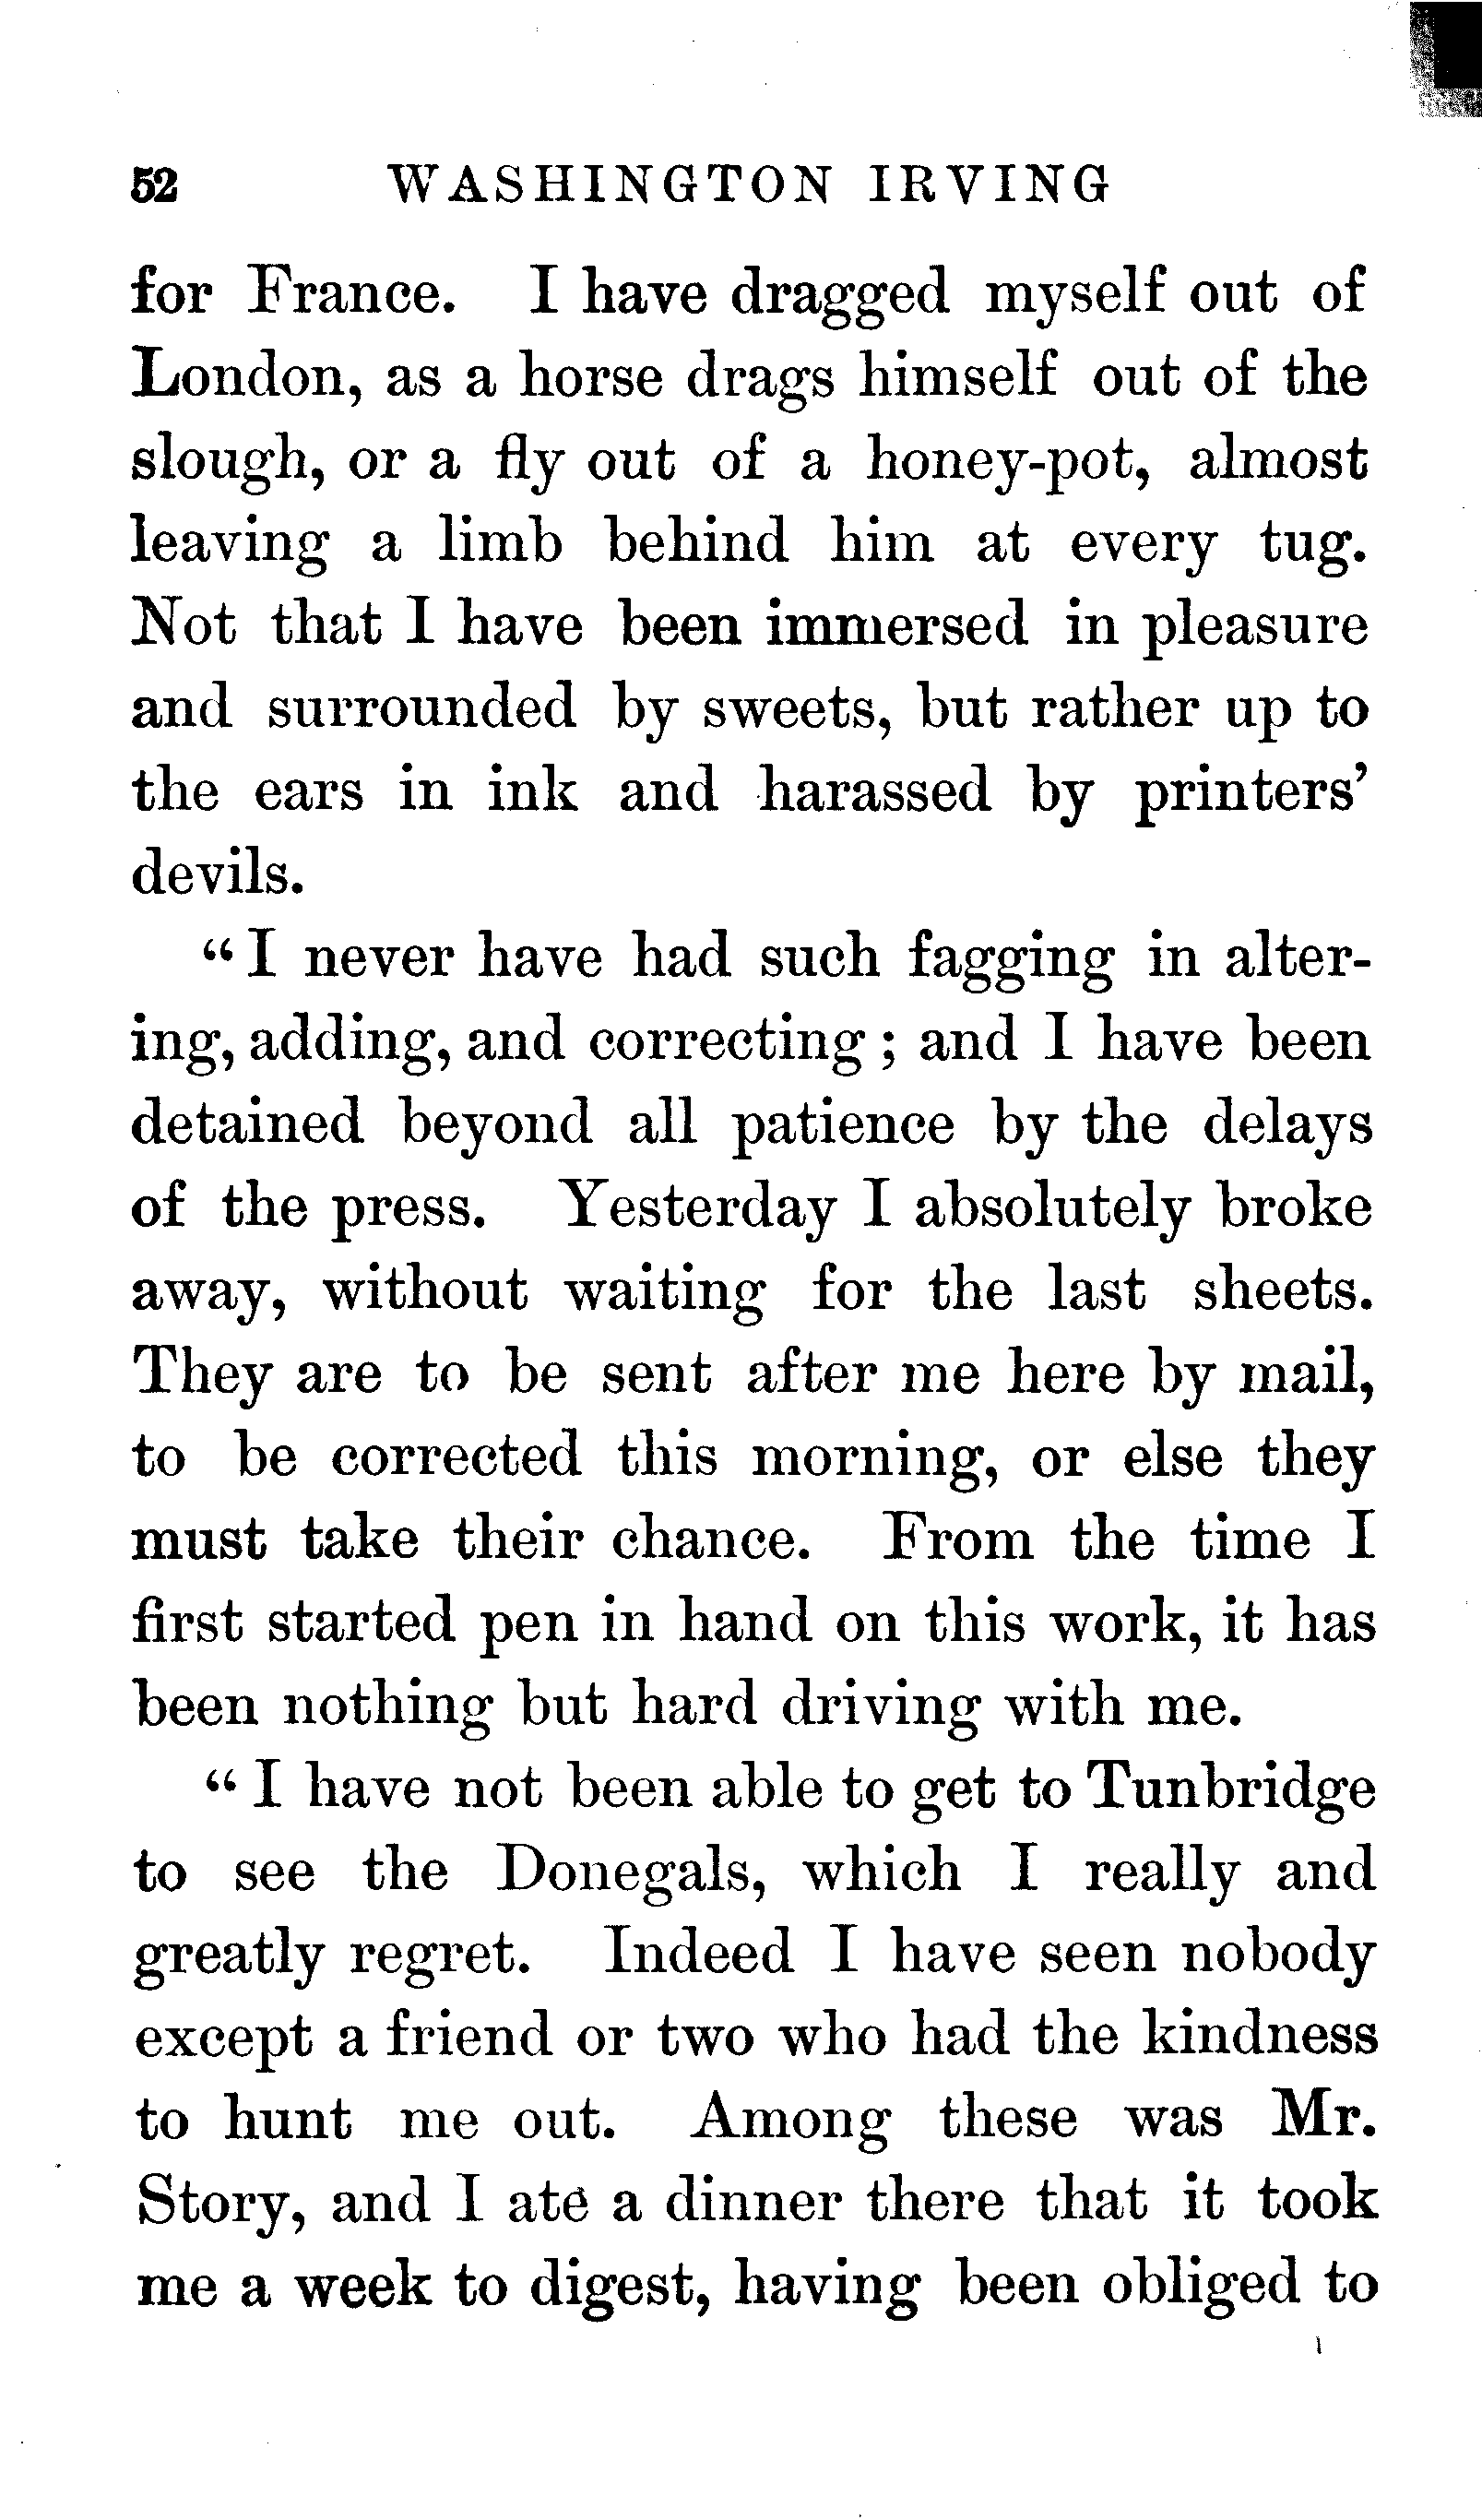 52 WASHINGTON IRVING
for France. I have dragged myself out of
London, as a horse drags himself out of the
slough, or a fly out of a honey-pot, almost
leaving a limb behind him at every tug.
Not that I have been immersed in pleasure
and surrounded by sweets, but rather up to
the ears in ink and harassed by printers'
devils.
“ I never have had such fagging in alter-
ing, adding, and correcting ; and I have been
detained beyond all patience by the delays
of the press. Yesterday I absolutely broke
away, without waiting for the last sheets.
They are to be sent after me here by mail,
to be corrected this morning, or else they
must take their chance. From the time I
first started pen in hand on this work, it has
been nothing but hard driving with me.
“ I have not been able to get to Tunbridge
to see the Donegals, which I really and
greatly regret. Indeed I have seen nobody
except a friend or two who had the kindness
to hunt me out. Among these was Mr.
Story, and I ate a dinner there that it took
me a week to digest, having been obliged to